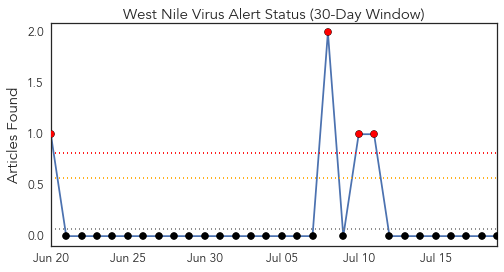 West Nile Virus Alert Status (30-Day Window)
Articles Found
2.0
1.5
1.0
0.5
0.0
Jun 20
Jun 25
Jun 30
Jul 05
Jul 10
Jul 15